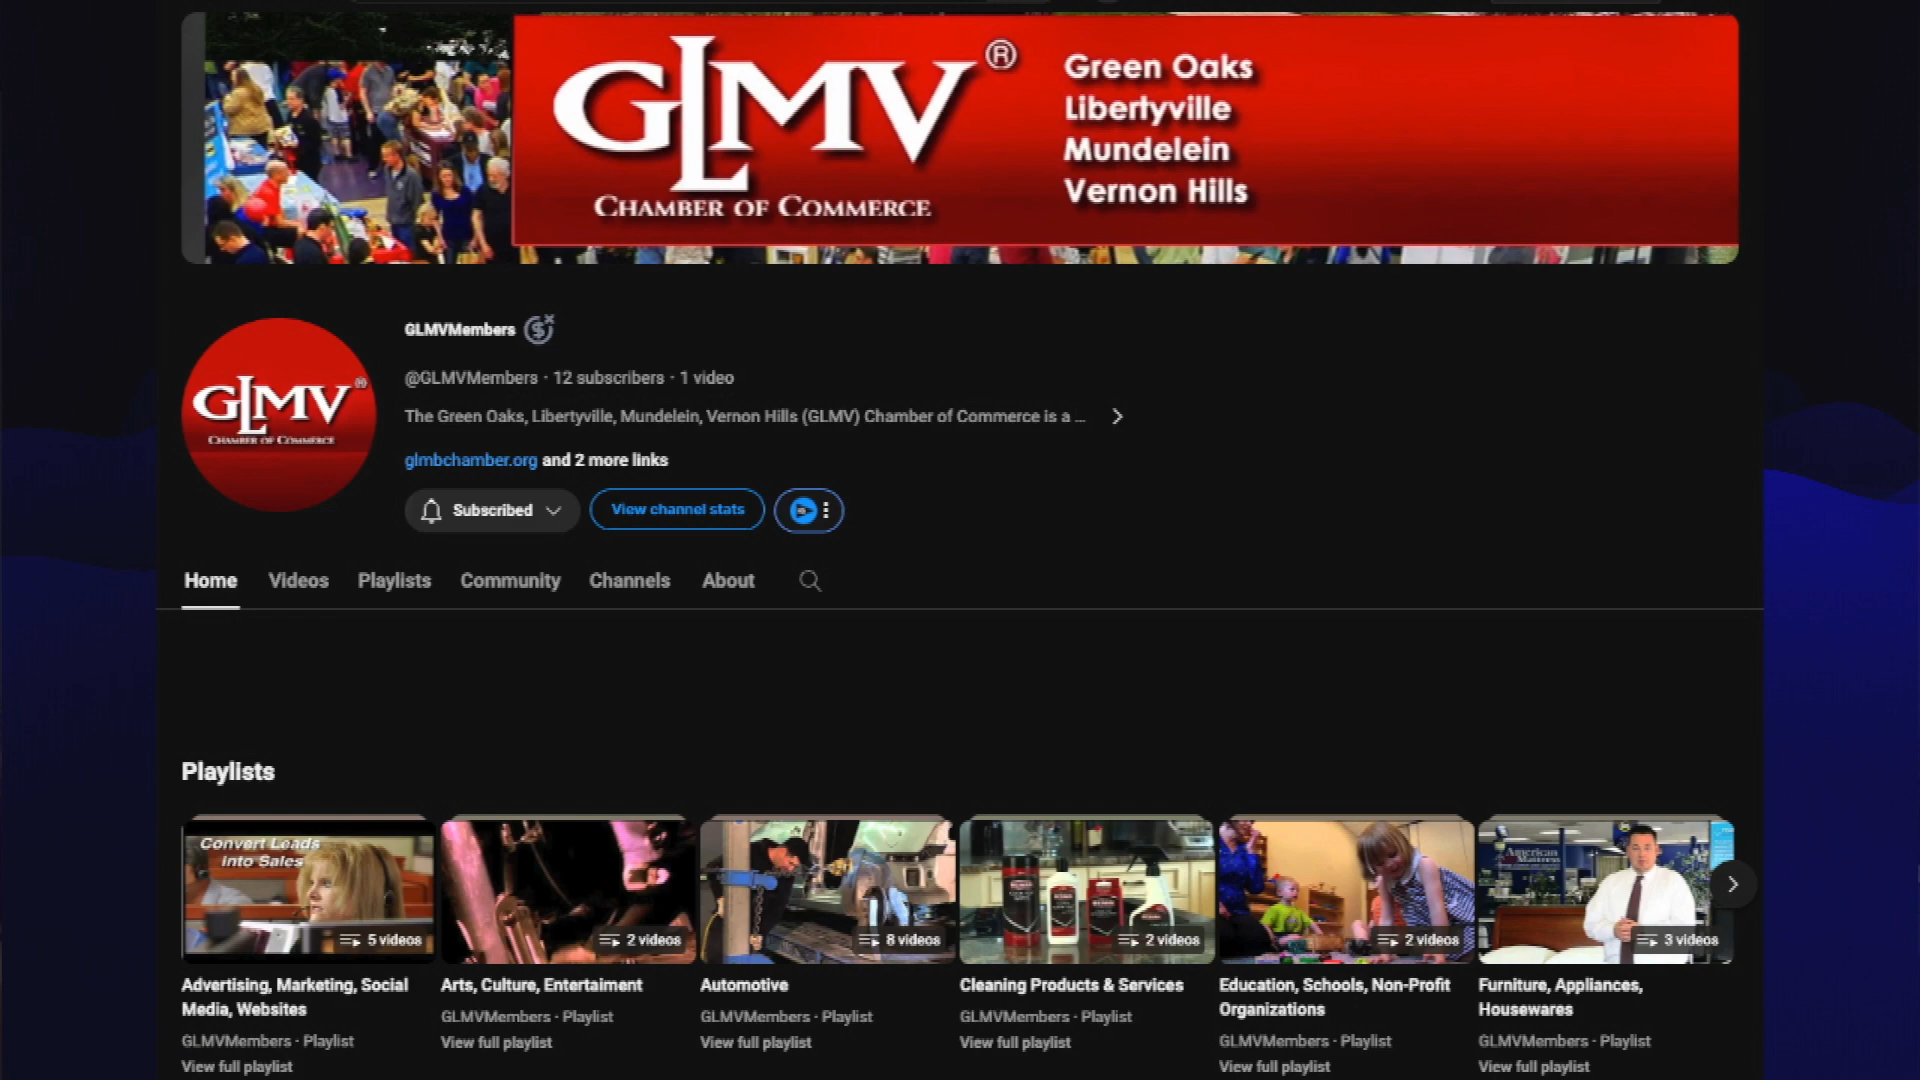 GLMV®
CHAMBER OF COMMERCE
Green Oaks
Libertyville
Mundelein
Vernon Hills
GLMV®
CHAMBER OF COMMERCE
GLMVMembers
@GLMVMembers · 12 subscribers · 1 video
The Green Oaks, Libertyville, Mundelein, Vernon Hills (GLMV) Chamber of Commerce is a ...
glmbchamber.org and 2 more links
Subscribed
View channel stats
Home Videos Playlists Community Channels About
Playlists
Convert Leads
into Sales
5 videos
Advertising, Marketing, Social
Media, Websites
GLMVMembers · Playlist
View full playlist
2 videos
Arts, Culture, Entertaiment
GLMVMembers · Playlist
View full playlist
8 videos
Automotive
GLMVMembers · Playlist
View full playlist
2 videos
Cleaning Products & Services
GLMVMembers · Playlist
View full playlist
2 videos
Education, Schools, Non-Profit
Organizations
GLMVMembers · Playlist
View full playlist
American
Mattress
3 videos
Furniture, Appliances,
Housewares
GLMVMembers · Playlist
View full playlist